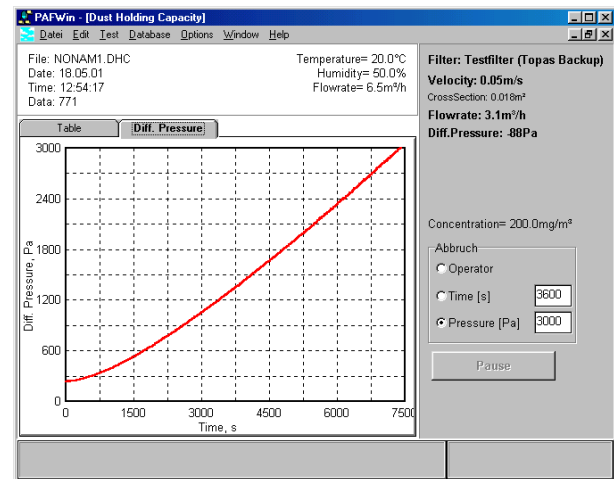 PAFWin - [Dust Holding Capacity]
Datei Edit Test Database Options Window Help
File: NONAM1.DHC
Date: 18.05.01
Time: 12:54:17
Data: 771
Temperature= 20.0°C
Humidity= 50.0%
Flowrate= 6.5m³/h
Table
Diff. Pressure
3000
2400
1800
1200
600
0
Diff. Pressure, Pa
0 1500 3000 4500 6000 7500
Time, s
Filter: Testfilter (Topas Backup)
Velocity: 0.05m/s
CrossSection: 0.018m²
Flowrate: 3.1m³/h
Diff.Pressure: -88Pa
Concentration= 200.0mg/m³
Abbruch
Operator
Time [s] 3600
Pressure [Pa] 3000
Pause